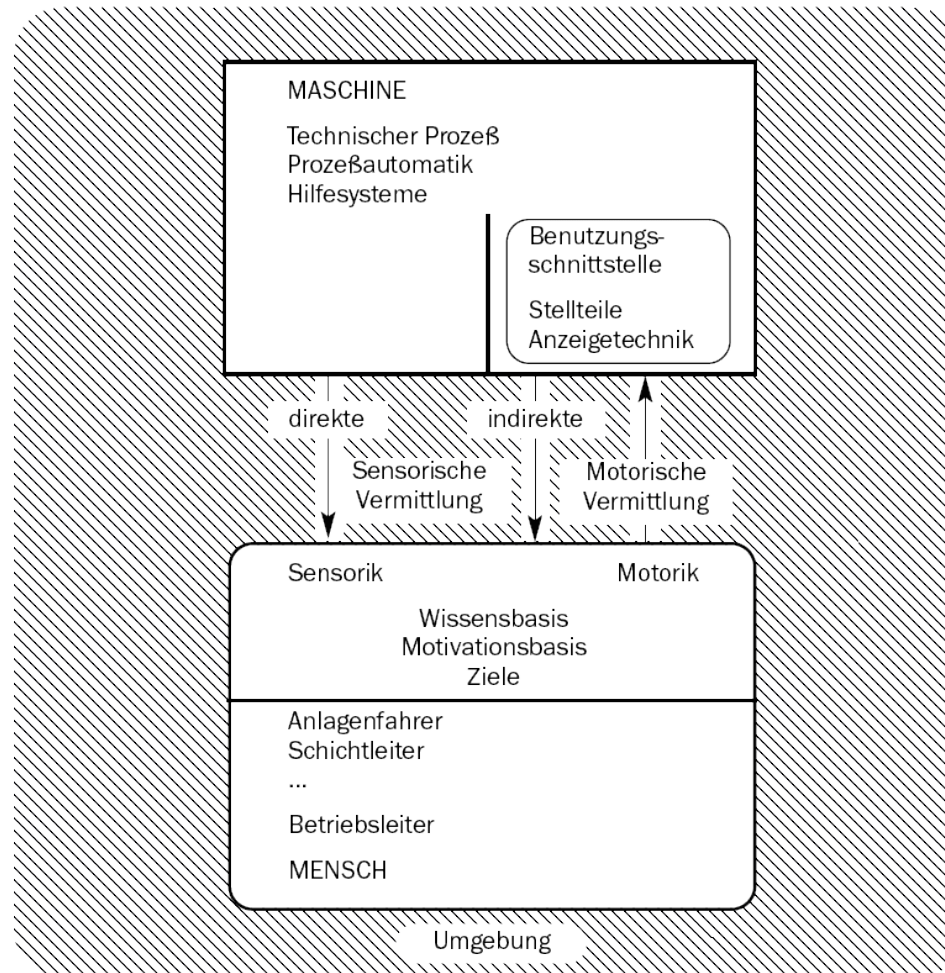 MASCHINE
Technischer Prozeß
Prozeßautomatik
Hilfesysteme
Benutzungs-
schnittstelle
Stellteile
Anzeigetechnik
direkte
indirekte
Sensorische
Vermittlung
Motorische
Vermittlung
Sensorik
Motorik
Wissensbasis
Motivationsbasis
Ziele
Anlagenfahrer
Schichtleiter
...
Betriebsleiter
MENSCH
Umgebung